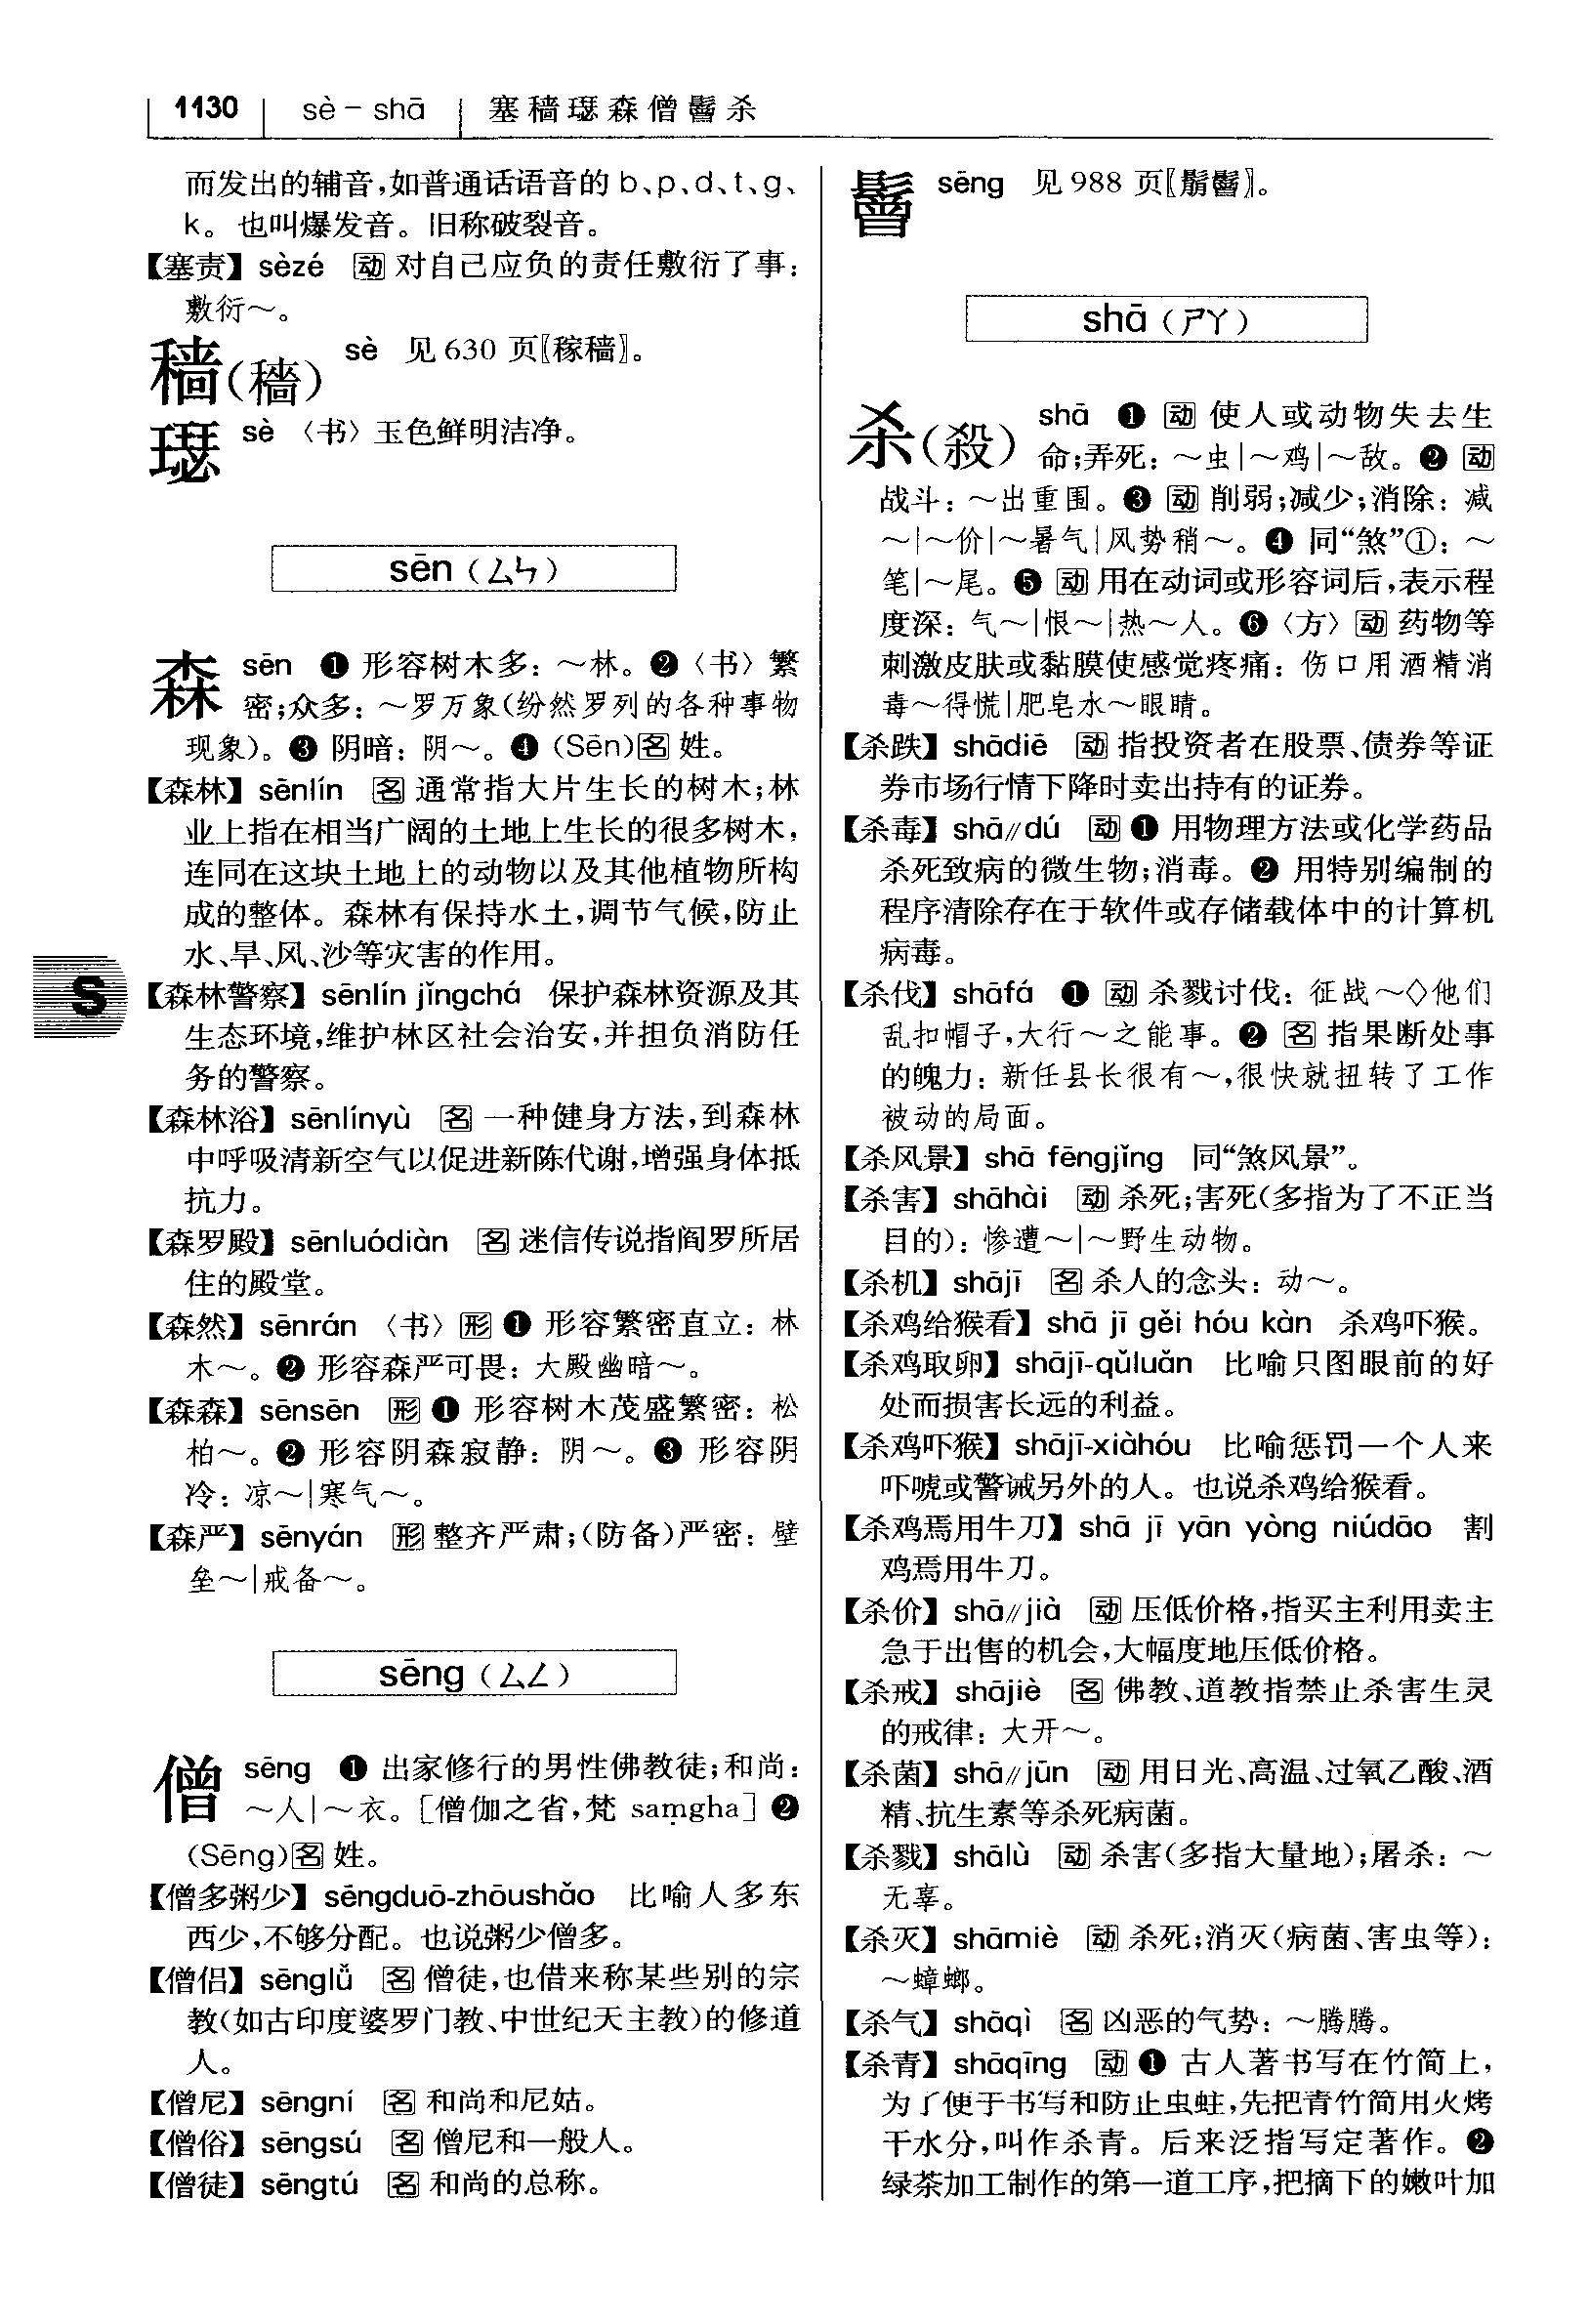 1130 sè－shā 塞穑璱森僧鬙杀
而发出的辅音,如普通话语音的 b、p、d、t、g、
k。也叫爆发音。旧称破裂音。
【塞责】sèzé 动 对自己应负的责任敷衍了事：
敷衍～。
穑(穡) sè 见 630 页〖稼穑〗。
璱 sè 〈书〉玉色鲜明洁净。
sēn（ㄙㄣ）
森 sēn ❶ 形容树木多：～林。❷〈书〉繁
密;众多：～罗万象(纷然罗列的各种事物
现象)。❸ 阴暗：阴～。❹ (Sēn)名 姓。
【森林】sēnlín 名 通常指大片生长的树木;林
业上指在相当广阔的土地上生长的很多树木,
连同在这块土地上的动物以及其他植物所构
成的整体。森林有保持水土,调节气候,防止
水、旱、风、沙等灾害的作用。
【森林警察】sēnlín jǐngchá 保护森林资源及其
生态环境,维护林区社会治安,并担负消防任
务的警察。
【森林浴】sēnlínyù 名 一种健身方法,到森林
中呼吸清新空气以促进新陈代谢,增强身体抵
抗力。
【森罗殿】sēnluódiàn 名 迷信传说指阎罗所居
住的殿堂。
【森然】sēnrán 〈书〉形 ❶ 形容繁密直立：林
木～。❷ 形容森严可畏：大殿幽暗～。
【森森】sēnsēn 形 ❶ 形容树木茂盛繁密：松
柏～。❷ 形容阴森寂静：阴～。❸ 形容阴
冷：凉～|寒气～。
【森严】sēnyán 形 整齐严肃;(防备)严密：壁
垒～|戒备～。
sēng（ㄙㄥ）
僧 sēng ❶ 出家修行的男性佛教徒;和尚：
～人|～衣。[僧伽之省,梵 saṃgha] ❷
(Sēng)名 姓。
【僧多粥少】sēngduō-zhōushǎo 比喻人多东
西少,不够分配。也说粥少僧多。
【僧侣】sēnglǚ 名 僧徒,也借来称某些别的宗
教(如古印度婆罗门教、中世纪天主教)的修道
人。
【僧尼】sēngní 名 和尚和尼姑。
【僧俗】sēngsú 名 僧尼和一般人。
【僧徒】sēngtú 名 和尚的总称。
S
鬙 sēng 见 988 页〖鬅鬙〗。
shā（ㄕㄚ）
杀(殺) shā ❶ 动 使人或动物失去生
命;弄死：～虫|～鸡|～敌。❷ 动
战斗：～出重围。❸ 动 削弱;减少;消除：减
～|～价|～暑气|风势稍～。❹ 同“煞”①：～
笔|～尾。❺ 动 用在动词或形容词后,表示程
度深：气～|恨～|热～人。❻〈方〉动 药物等
刺激皮肤或黏膜使感觉疼痛：伤口用酒精消
毒～得慌|肥皂水～眼睛。
【杀跌】shādiē 动 指投资者在股票、债券等证
券市场行情下降时卖出持有的证券。
【杀毒】shā//dú 动 ❶ 用物理方法或化学药品
杀死致病的微生物;消毒。❷ 用特别编制的
程序清除存在于软件或存储载体中的计算机
病毒。
【杀伐】shāfá ❶ 动 杀戮讨伐：征战～◇他们
乱扣帽子,大行～之能事。❷ 名 指果断处事
的魄力：新任县长很有～,很快就扭转了工作
被动的局面。
【杀风景】shā fēngjǐng 同“煞风景”。
【杀害】shāhài 动 杀死;害死(多指为了不正当
目的)：惨遭～|～野生动物。
【杀机】shājī 名 杀人的念头：动～。
【杀鸡给猴看】shā jī gěi hóu kàn 杀鸡吓猴。
【杀鸡取卵】shājī-qǔluǎn 比喻只图眼前的好
处而损害长远的利益。
【杀鸡吓猴】shājī-xiàhóu 比喻惩罚一个人来
吓唬或警诫另外的人。也说杀鸡给猴看。
【杀鸡焉用牛刀】shā jī yān yòng niúdāo 割
鸡焉用牛刀。
【杀价】shā//jià 动 压低价格,指买主利用卖主
急于出售的机会,大幅度地压低价格。
【杀戒】shājiè 名 佛教、道教指禁止杀害生灵
的戒律：大开～。
【杀菌】shā//jūn 动 用日光、高温、过氧乙酸、酒
精、抗生素等杀死病菌。
【杀戮】shālù 动 杀害(多指大量地);屠杀：～
无辜。
【杀灭】shāmiè 动 杀死;消灭(病菌、害虫等)：
～蟑螂。
【杀气】shāqì 名 凶恶的气势：～腾腾。
【杀青】shāqīng 动 ❶ 古人著书写在竹简上,
为了便于书写和防止虫蛀,先把青竹简用火烤
干水分,叫作杀青。后来泛指写定著作。❷
绿茶加工制作的第一道工序,把摘下的嫩叶加